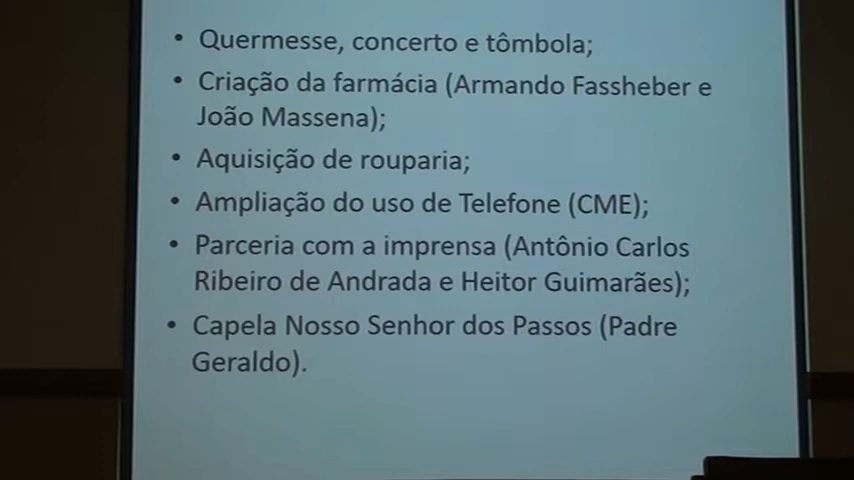 • Quermesse, concerto e tômbola;
• Criação da farmácia (Armando Fassheber e
João Massena);
• Aquisição de rouparia;
• Ampliação do uso de Telefone (CME);
• Parceria com a imprensa (Antônio Carlos
Ribeiro de Andrada e Heitor Guimarães);
• Capela Nosso Senhor dos Passos (Padre
Geraldo).